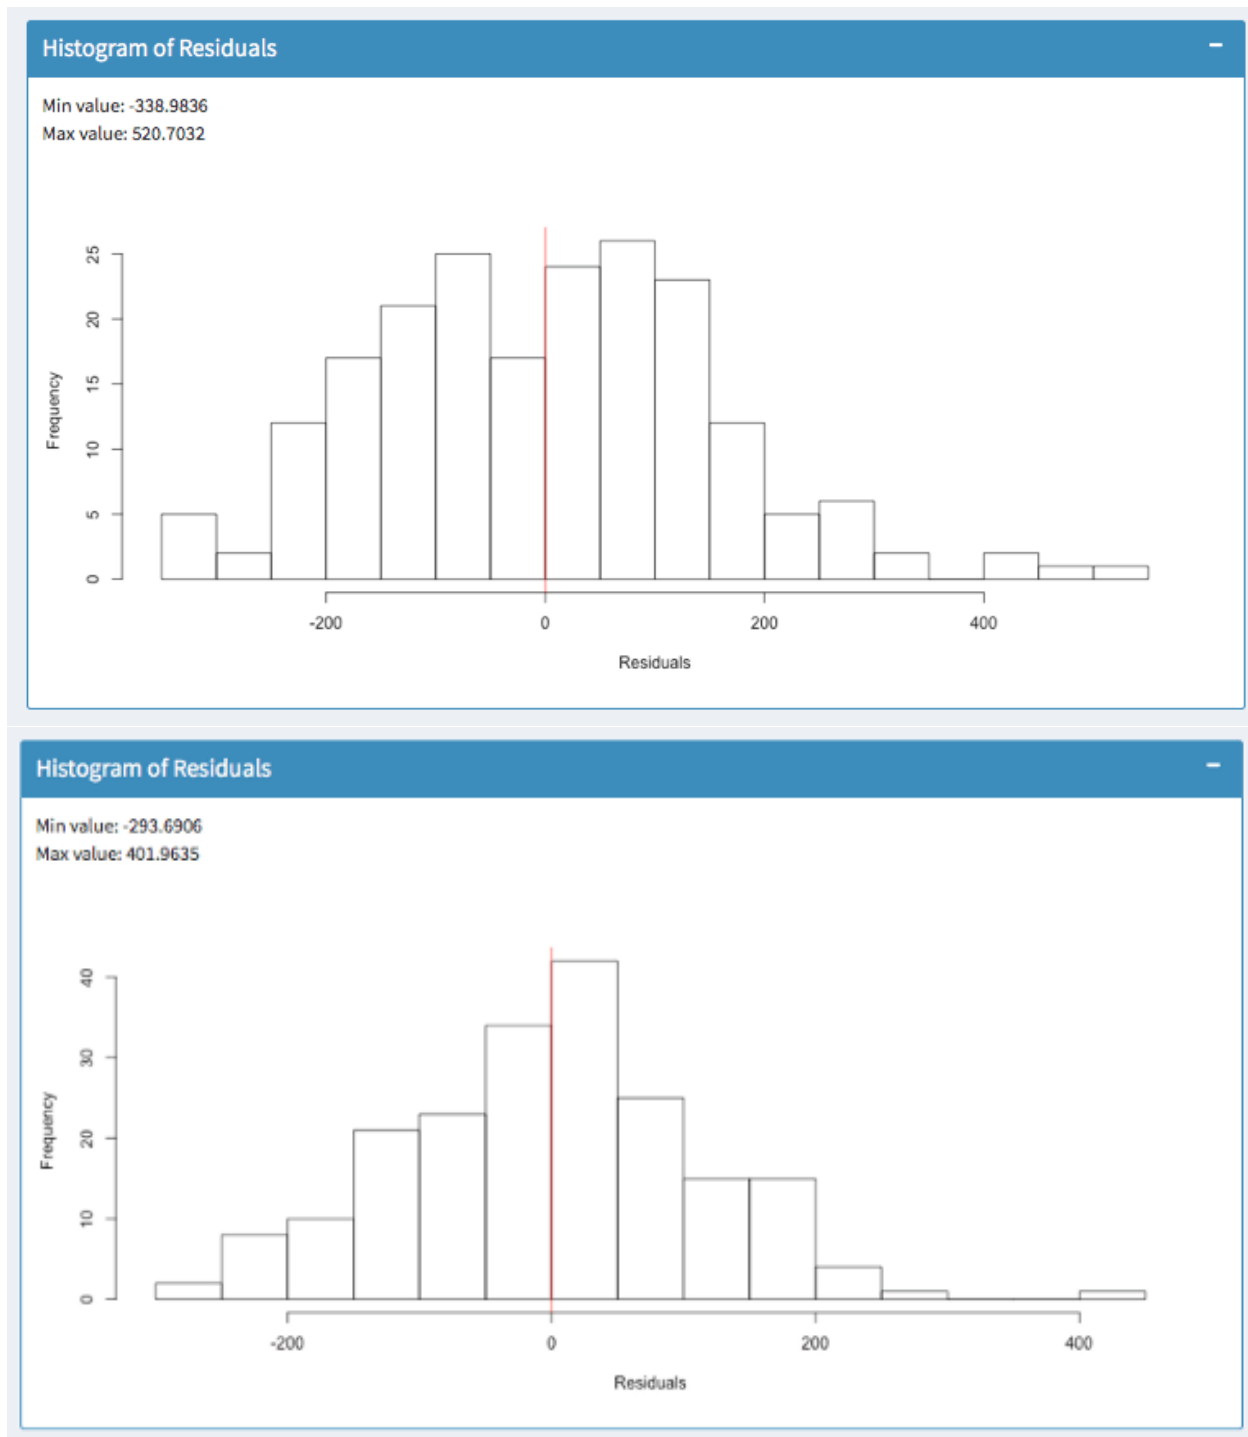 Histogram of Residuals
Min value: -338.9836
Max value: 520.7032
25
20
15
10
5
0
Frequency
-200 0 200 400
Residuals
Histogram of Residuals
Min value: -293.6906
Max value: 401.9635
40
30
20
10
0
Frequency
-200 0 200 400
Residuals